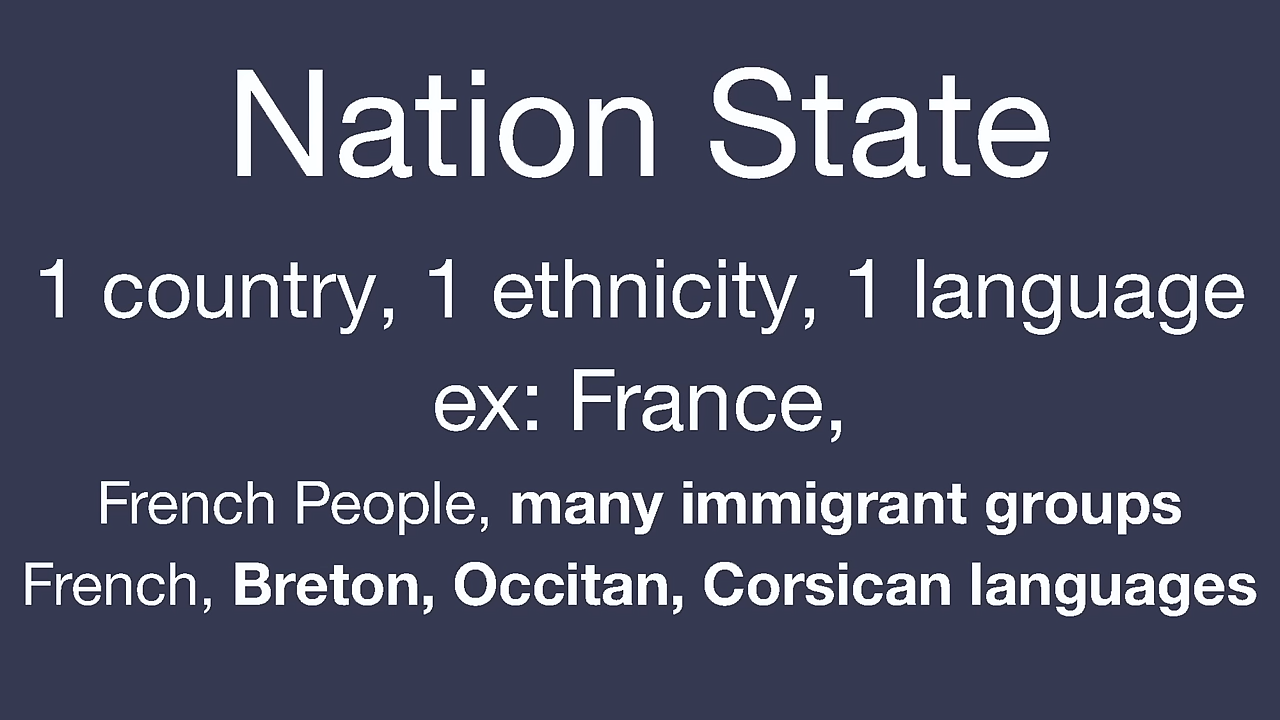 Nation State
1 country, 1 ethnicity, 1 language
ex: France,
French People, many immigrant groups
French, Breton, Occitan, Corsican languages